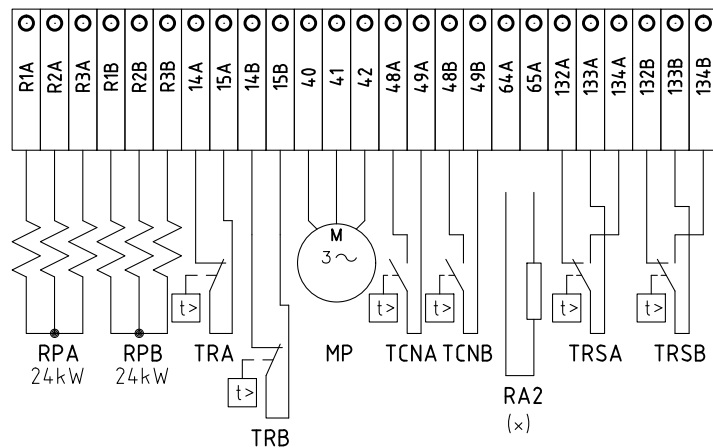 R1A R2A R3A R1B R2B R3B 14A 15A 14B 15B 40 41 42 48A 49A 48B 49B 64A 65A 132A 133A 134A 132B 133B 134B
M
3~
t> t> t> t> t>
t>
RPA RPB TRA MP TCNA TCNB TRSA TRSB
24kW 24kW
RA2
(x)
TRB